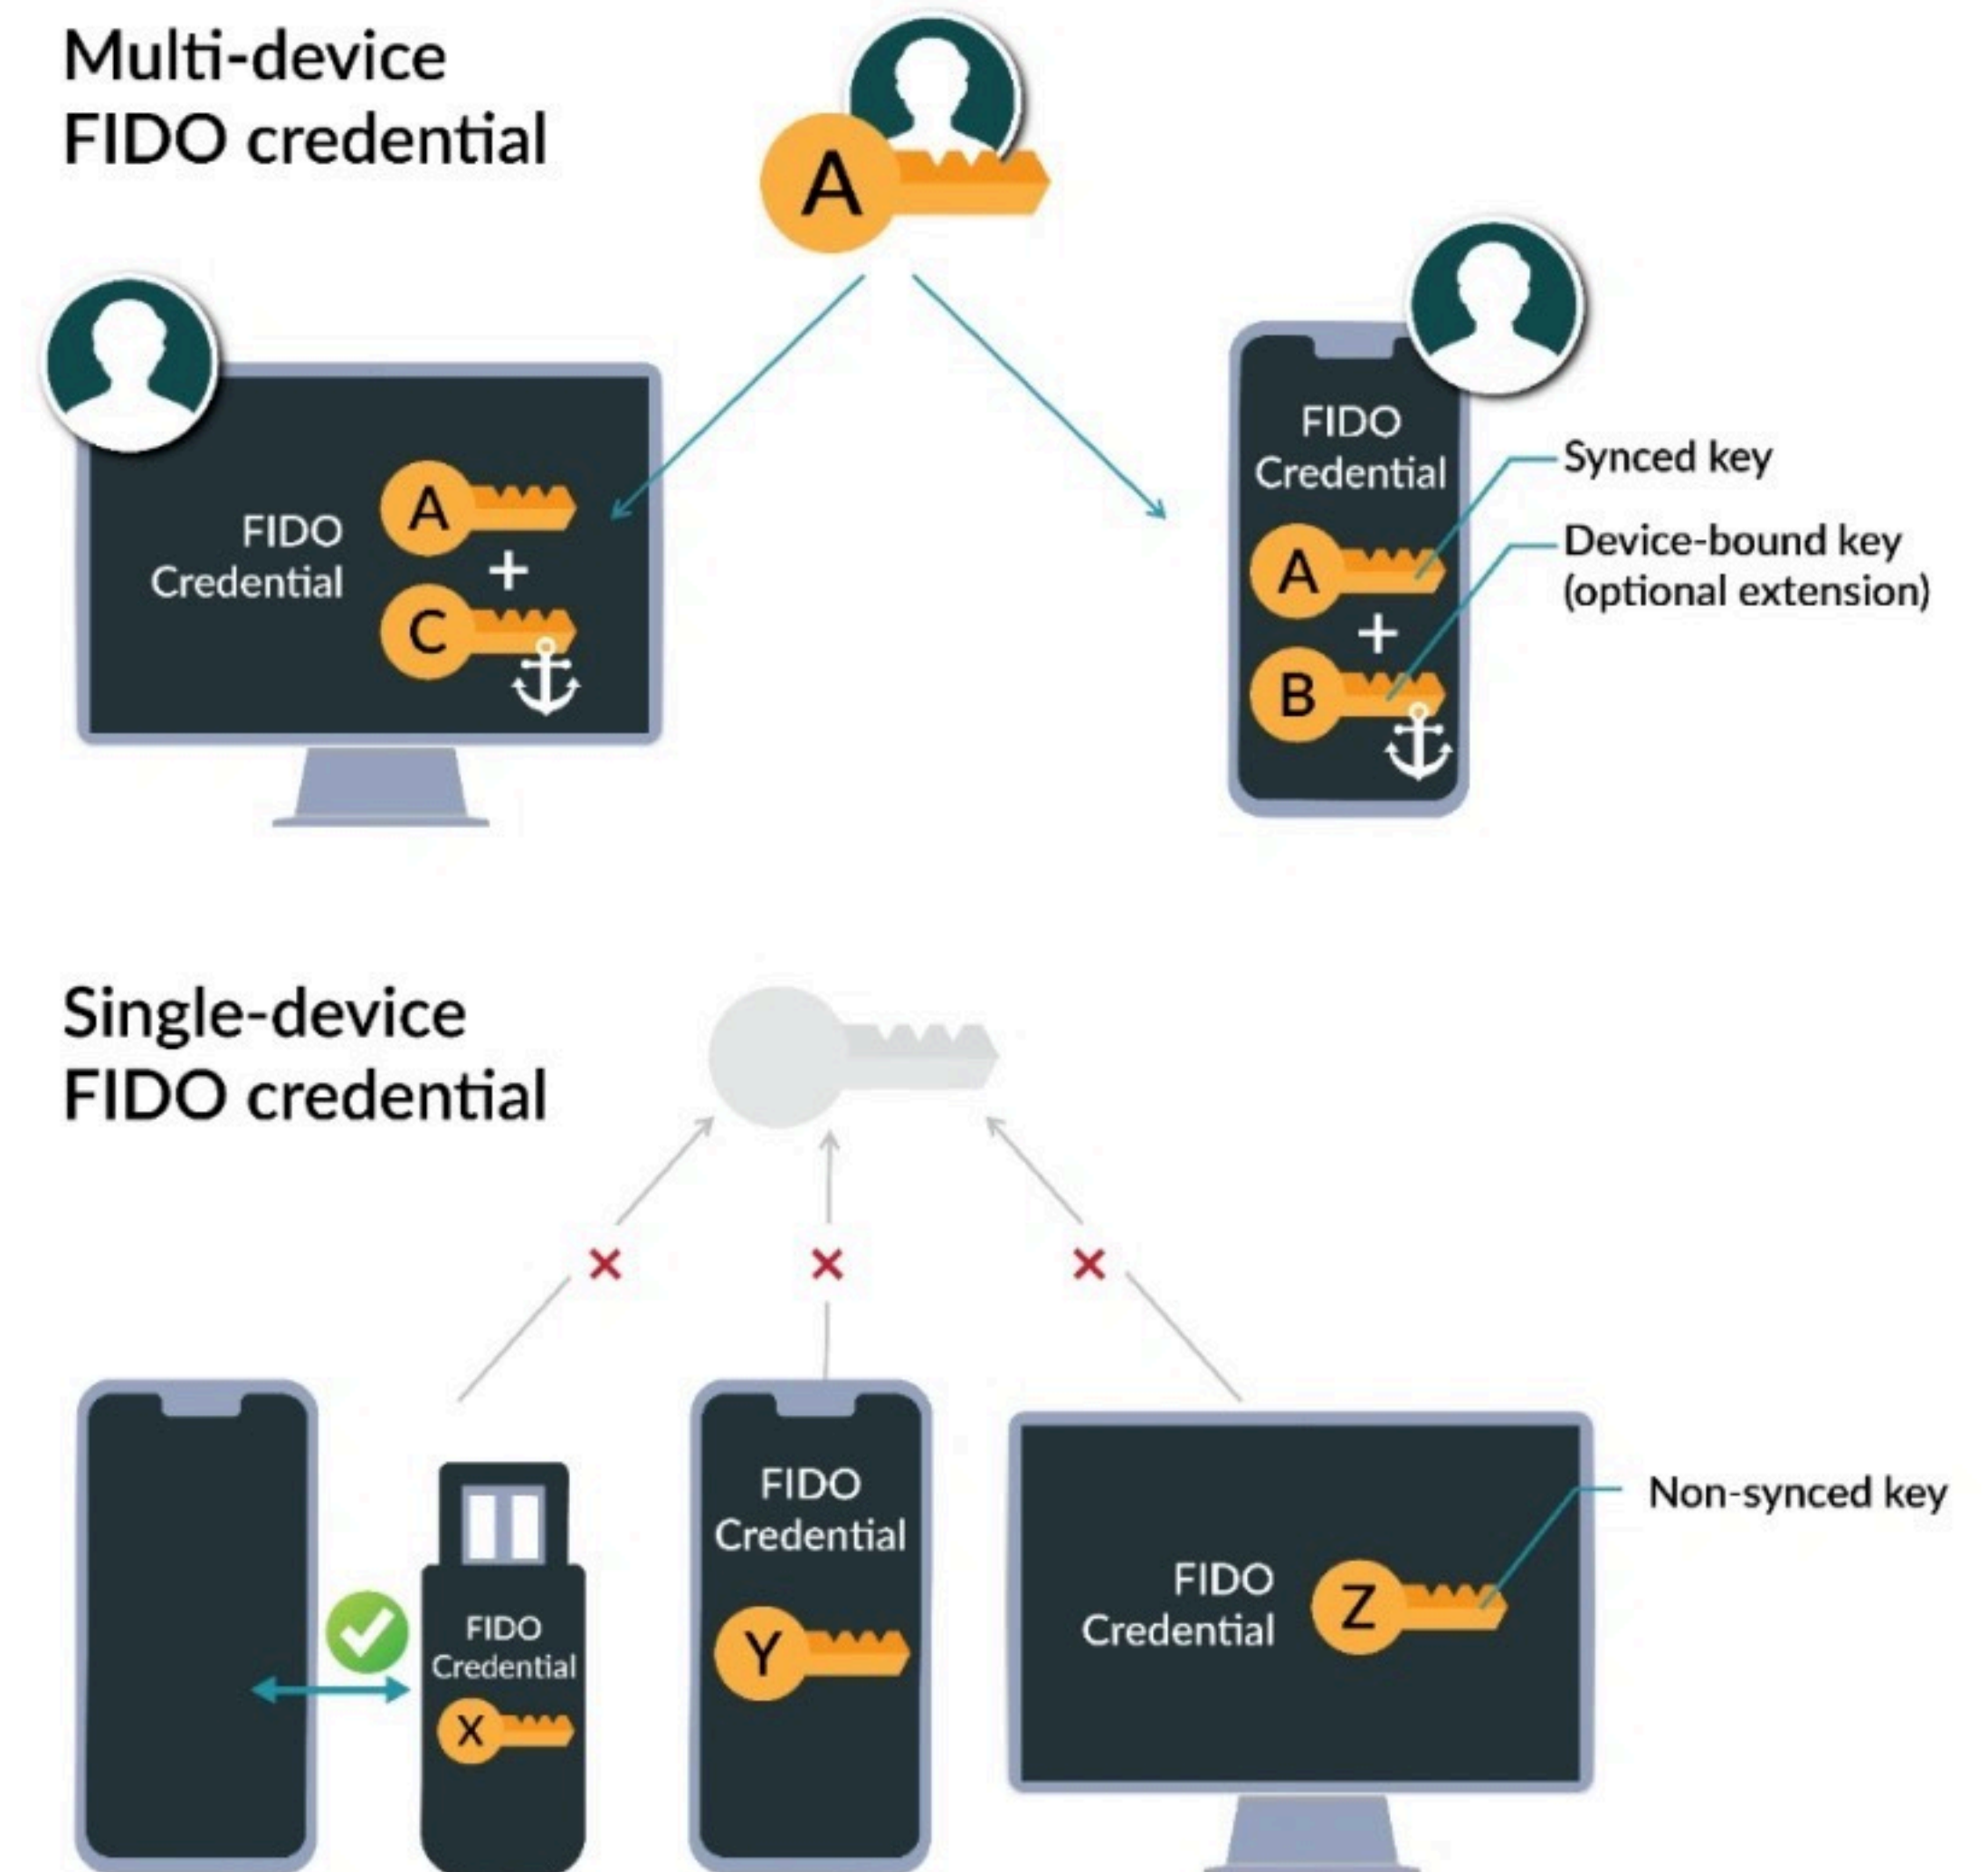 Multi-device
FIDO credential
A
FIDO
Credential
A
+
C
FIDO
Credential
A
+
B
Synced key
Device-bound key
(optional extension)
Single-device
FIDO credential
FIDO
Credential
X
FIDO
Credential
Y
FIDO
Credential
Z
Non-synced key